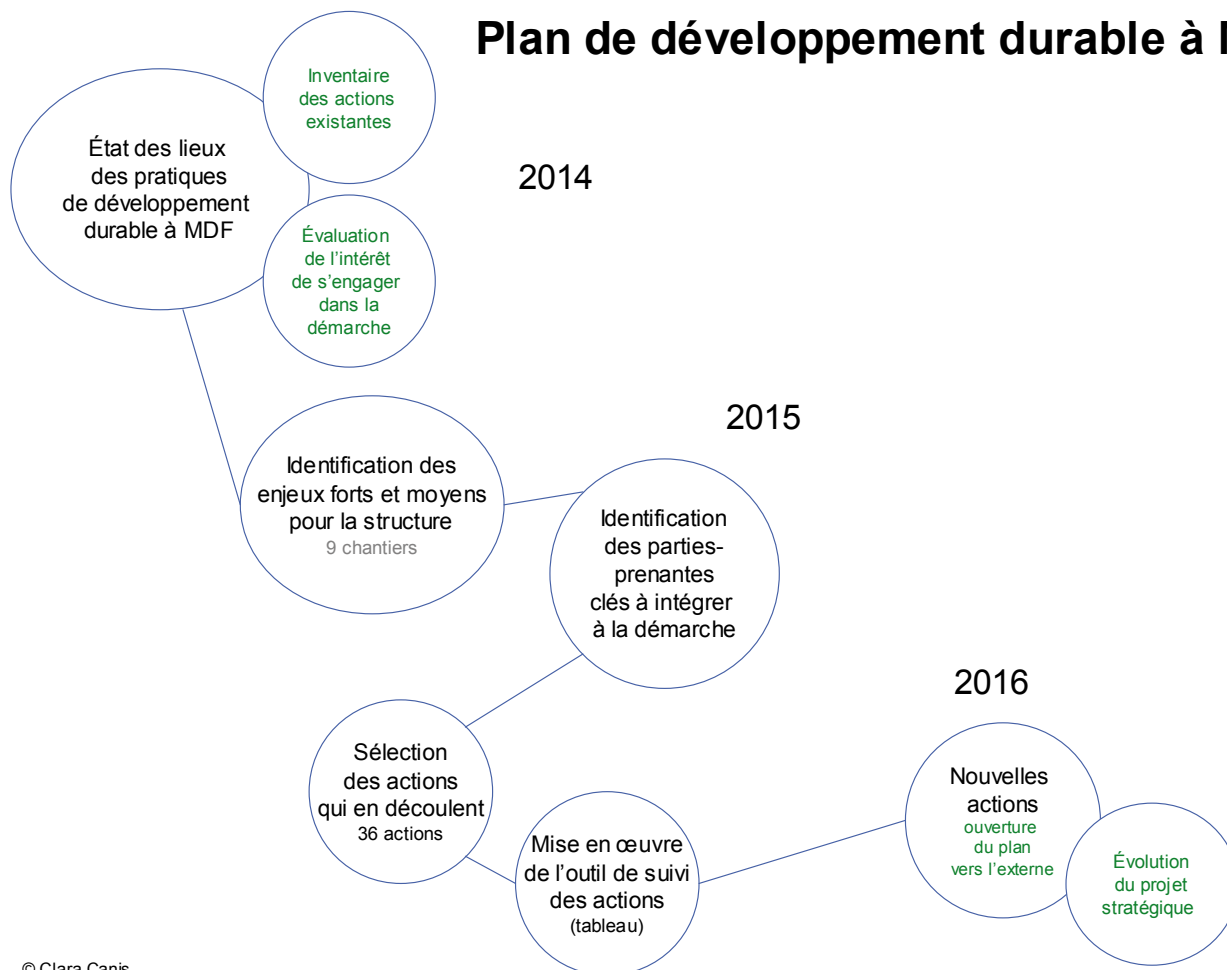 Plan de développement durable à
Inventaire
des actions
existantes
État des lieux
des pratiques
de développement
durable à MDF
2014
Évaluation
de l’intérêt
de s’engager
dans la
démarche
2015
Identification des
enjeux forts et moyens
pour la structure
9 chantiers
Identification
des parties-
prenantes
clés à intégrer
à la démarche
2016
Sélection
des actions
qui en découlent
36 actions
Mise en œuvre
de l’outil de suivi
des actions
(tableau)
Nouvelles
actions
ouverture
du plan
vers l’externe
Évolution
du projet
stratégique
© Clara Canis